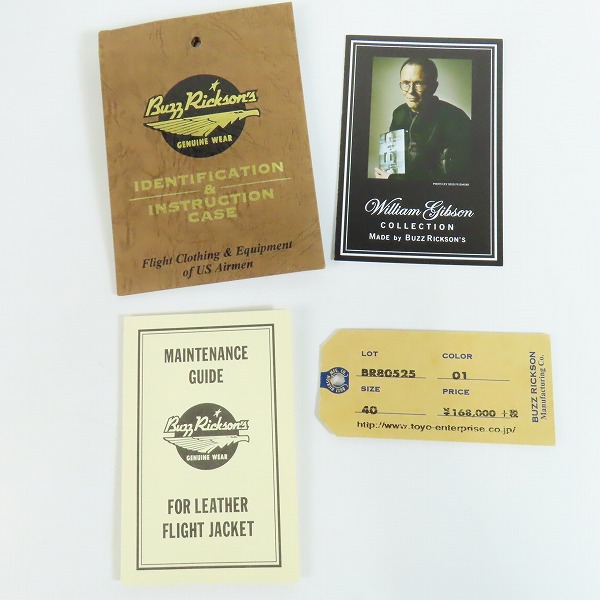 Buzz Rickson's
GENUINE WEAR
IDENTIFICATION
&
INSTRUCTION
CASE
Flight Clothing & Equipment
of US Airmen
William Gibson
COLLECTION
MADE BY BUZZ RICKSON'S
MAINTENANCE
GUIDE
Buzz Rickson's
GENUINE WEAR
FOR LEATHER
FLIGHT JACKET
LOT COLOR
BR80525 01
SIZE PRICE
40 ¥168,000 +税
http://www.toyo-enterprise.co.jp/
BUZZ RICKSON
Manufacturing Co.